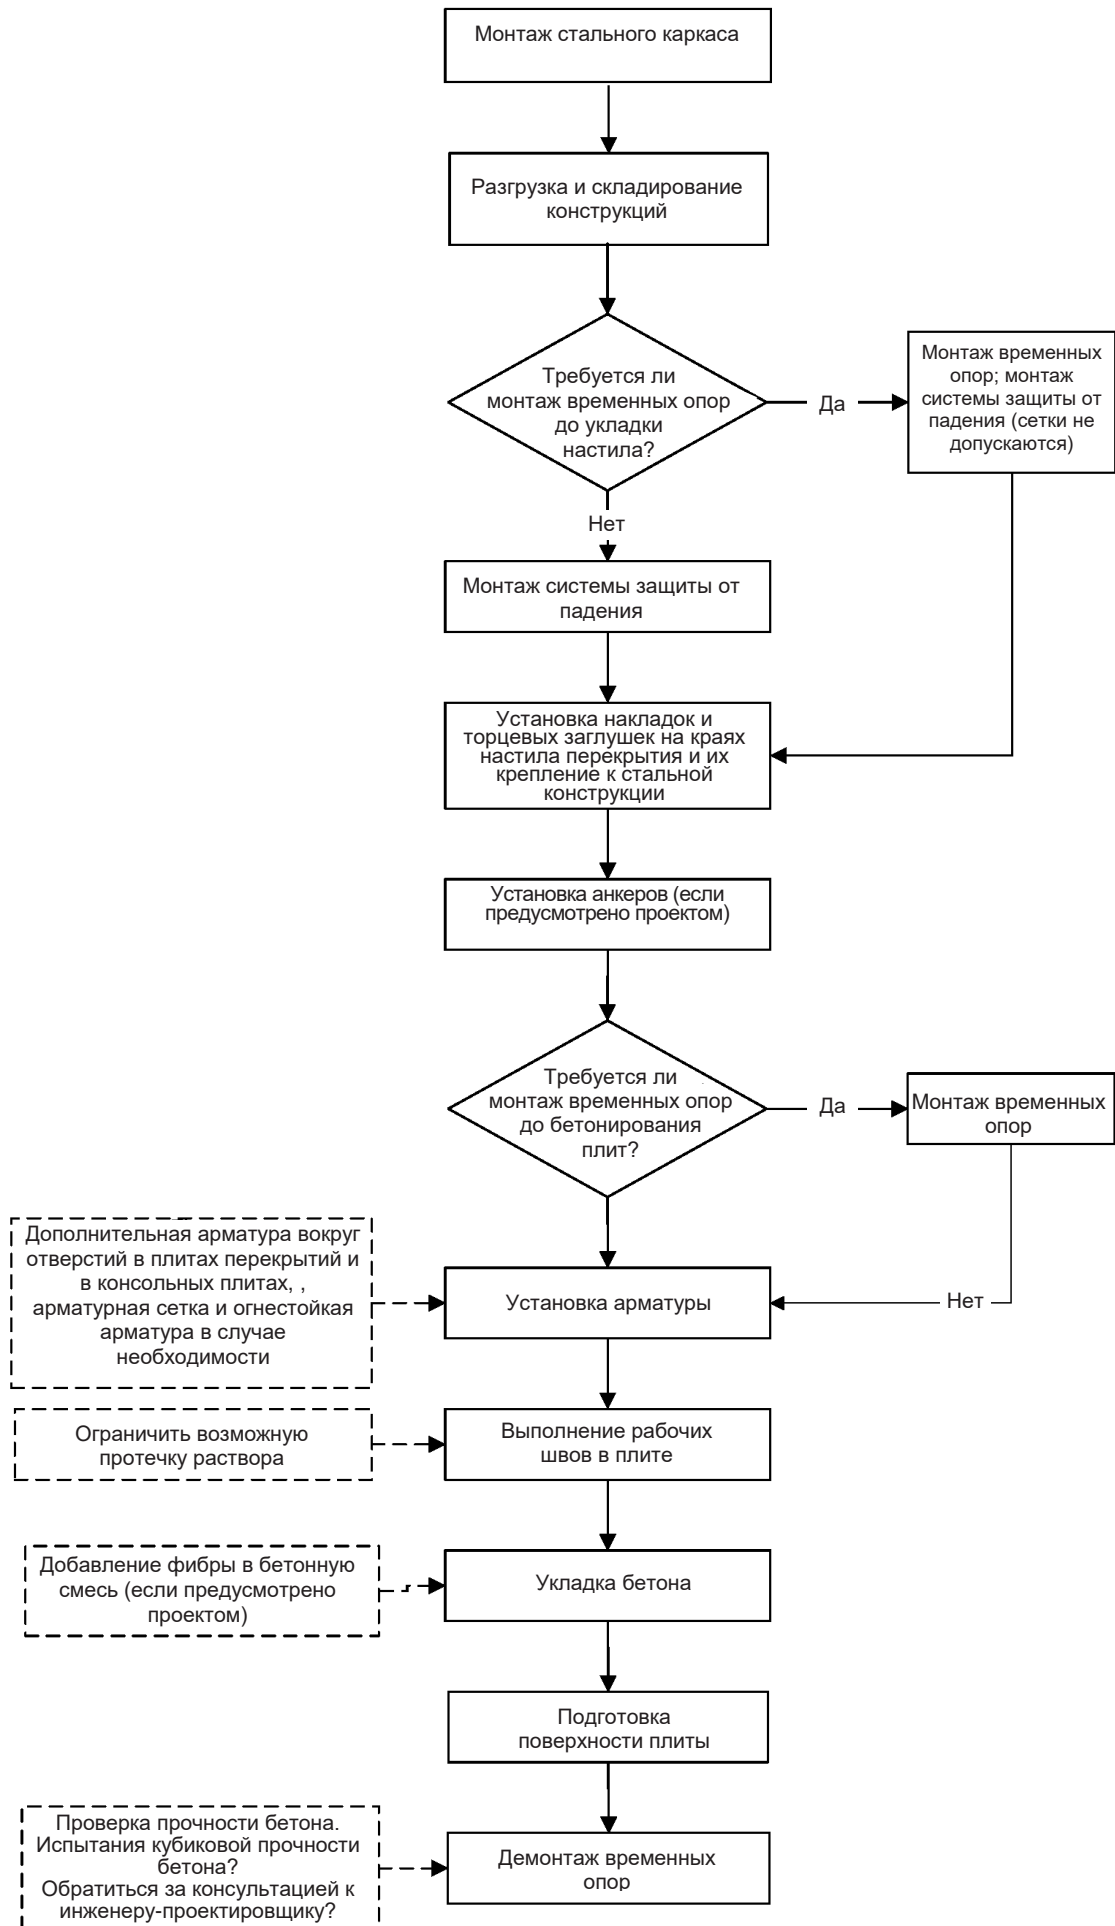 Монтаж стального каркаса
Разгрузка и складирование
конструкций
Требуется ли
монтаж временных опор
до укладки
настила?
Да
Монтаж временных
опор; монтаж
системы защиты от
падения (сетки не
допускаются)
Нет
Монтаж системы защиты от
падения
Установка накладок и
торцевых заглушек на краях
настила перекрытия и их
крепление к стальной
конструкции
Установка анкеров (если
предусмотрено проектом)
Требуется ли
монтаж временных опор
до бетонирования
плит?
Да
Монтаж временных
опор
Дополнительная арматура вокруг
отверстий в плитах перекрытий и
в консольных плитах, ,
арматурная сетка и огнестойкая
арматура в случае
необходимости
Установка арматуры
Нет
Ограничить возможную
протечку раствора
Выполнение рабочих
швов в плите
Добавление фибры в бетонную
смесь (если предусмотрено
проектом)
Укладка бетона
Подготовка
поверхности плиты
Проверка прочности бетона.
Испытания кубиковой прочности
бетона?
Обратиться за консультацией к
инженеру-проектировщику?
Демонтаж временных
опор